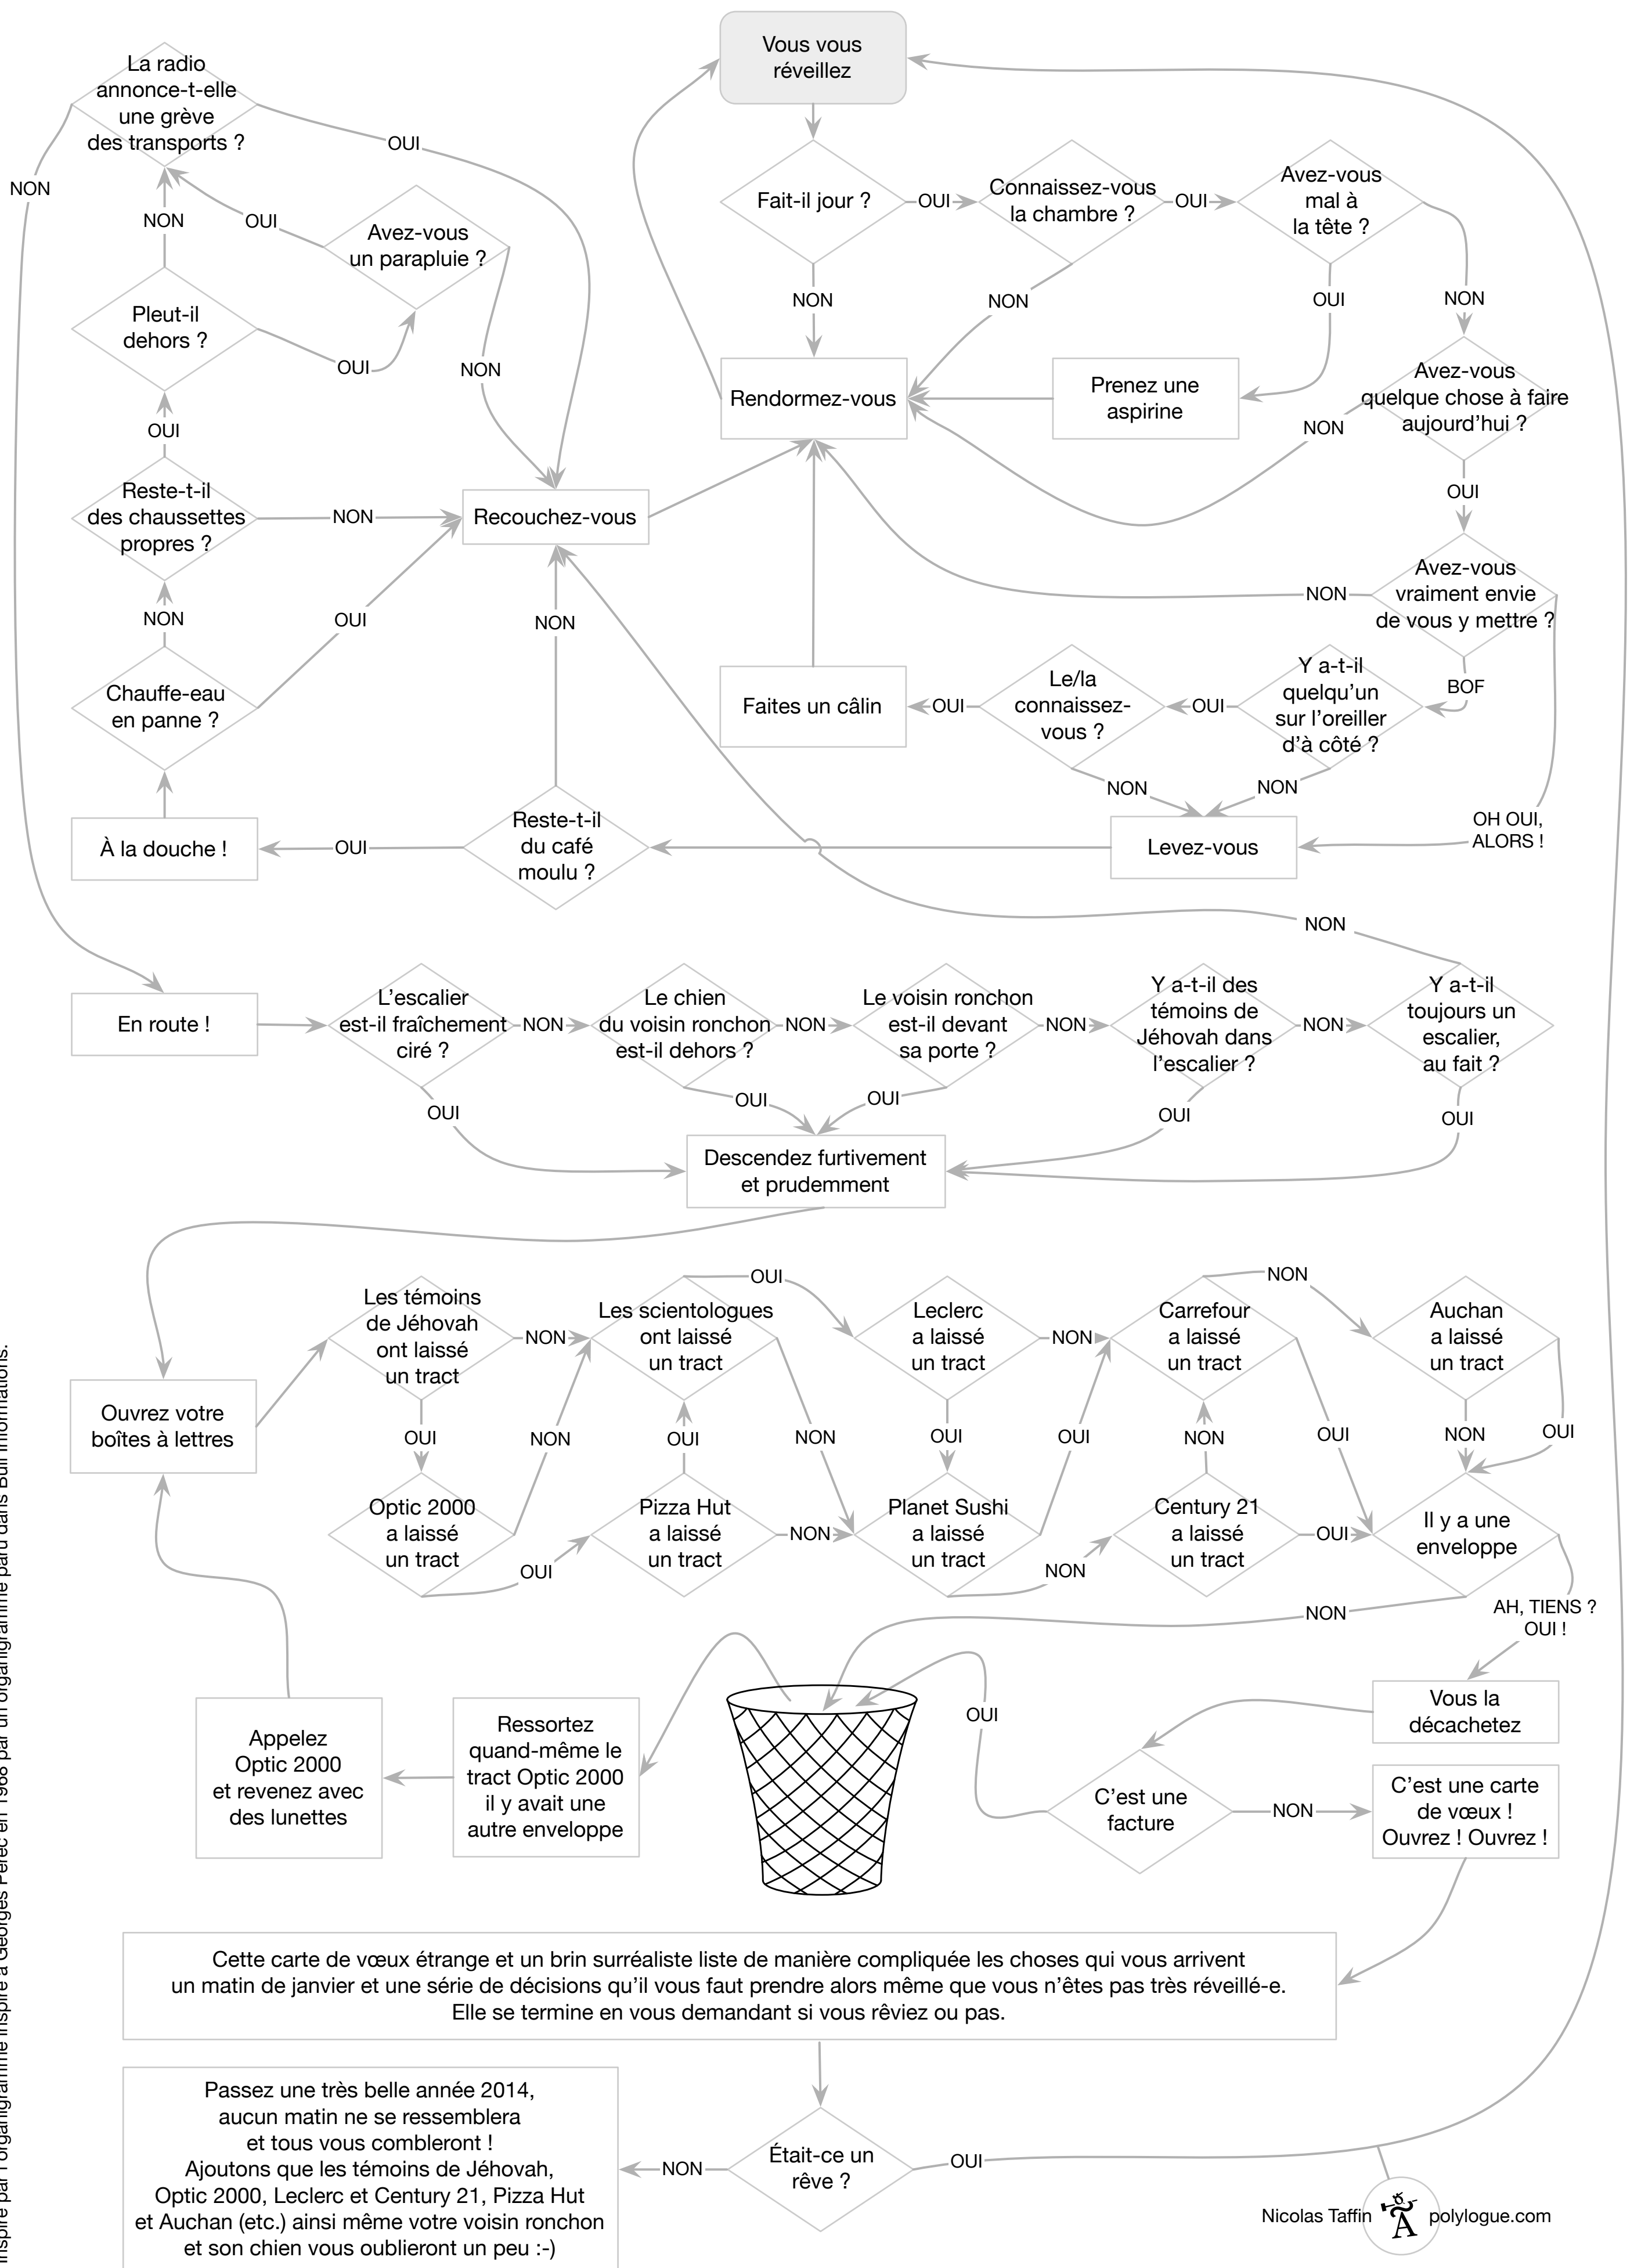 Vous vous
réveillez
Fait-il jour ?
OUI
Connaissez-vous
la chambre ?
OUI
Avez-vous
mal à
la tête ?
NON
NON
OUI
NON
Rendormez-vous
Prenez une
aspirine
Avez-vous
quelque chose à faire
aujourd’hui ?
NON
OUI
Avez-vous
vraiment envie
de vous y mettre ?
NON
BOF
OH OUI,
ALORS !
Y a-t-il
quelqu’un
sur l’oreiller
d’à côté ?
OUI
Le/la
connaissez-
vous ?
OUI
Faites un câlin
NON
NON
Levez-vous
Reste-t-il
du café
moulu ?
NON
OUI
À la douche !
Chauffe-eau
en panne ?
OUI
NON
Reste-t-il
des chaussettes
propres ?
NON
OUI
Recouchez-vous
Pleut-il
dehors ?
OUI
NON
Avez-vous
un parapluie ?
OUI
NON
La radio
annonce-t-elle
une grève
des transports ?
OUI
NON
En route !
L’escalier
est-il fraîchement
ciré ?
NON
Le chien
du voisin ronchon
est-il dehors ?
NON
Le voisin ronchon
est-il devant
sa porte ?
NON
Y a-t-il des
témoins de
Jéhovah dans
l’escalier ?
NON
Y a-t-il
toujours un
escalier,
au fait ?
NON
OUI
OUI
OUI
OUI
OUI
Descendez furtivement
et prudemment
Ouvrez votre
boîtes à lettres
Les témoins
de Jéhovah
ont laissé
un tract
NON
OUI
Les scientologues
ont laissé
un tract
OUI
NON
Leclerc
a laissé
un tract
NON
OUI
Carrefour
a laissé
un tract
NON
OUI
Auchan
a laissé
un tract
NON
OUI
Optic 2000
a laissé
un tract
NON
OUI
Pizza Hut
a laissé
un tract
OUI
NON
Planet Sushi
a laissé
un tract
OUI
NON
Century 21
a laissé
un tract
NON
OUI
Il y a une
enveloppe
NON
AH, TIENS ?
OUI !
Vous la
décachetez
C’est une
facture
OUI
NON
C’est une carte
de vœux !
Ouvrez ! Ouvrez !
Ressortez
quand-même le
tract Optic 2000
il y avait une
autre enveloppe
Appelez
Optic 2000
et revenez avec
des lunettes
Cette carte de vœux étrange et un brin surréaliste liste de manière compliquée les choses qui vous arrivent
un matin de janvier et une série de décisions qu’il vous faut prendre alors même que vous n’êtes pas très réveillé-e.
Elle se termine en vous demandant si vous rêviez ou pas.
Était-ce un
rêve ?
NON
OUI
Passez une très belle année 2014,
aucun matin ne se ressemblera
et tous vous combleront !
Ajoutons que les témoins de Jéhovah,
Optic 2000, Leclerc et Century 21, Pizza Hut
et Auchan (etc.) ainsi même votre voisin ronchon
et son chien vous oublieront un peu :-)
Nicolas Taffin
A
polylogue.com
Inspiré par l’organigramme inspiré à Georges Perec en 1968 par un organigramme paru dans Bull Informations.